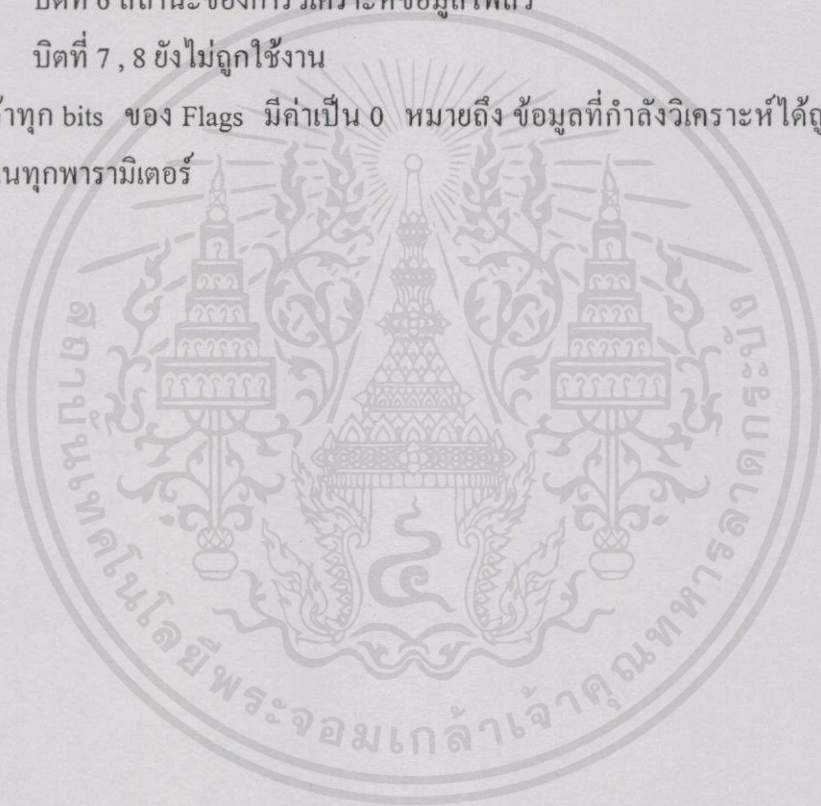 บิตที่ 6 สถานะของการวิเคราะห์ข้อมูลโฟลว์
บิตที่ 7 , 8 ยังไม่ถูกใช้งาน
ทุก bits ของ Flags มีค่าเป็น 0 หมายถึง ข้อมูลที่กำลังวิเคราะห์ได้
นทุกพารามิเตอร์
สถาบันเทคโนโลยีพระจอมเกล้าเจ้าคุณทหารลาดกระบัง